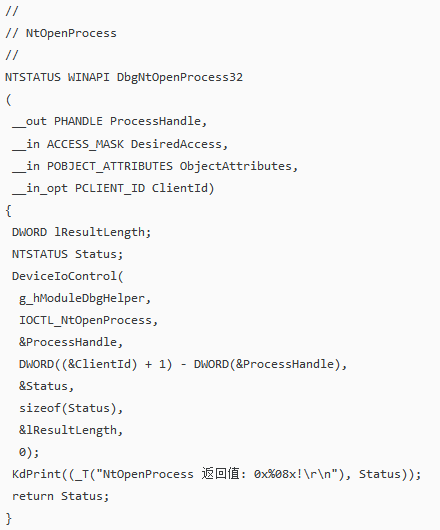 //
// NtOpenProcess
//
NTSTATUS WINAPI DbgNtOpenProcess32
(
 __out PHANDLE ProcessHandle,
 __in ACCESS_MASK DesiredAccess,
 __in POBJECT_ATTRIBUTES ObjectAttributes,
 __in_opt PCLIENT_ID ClientId)
{
 DWORD lResultLength;
 NTSTATUS Status;
 DeviceIoControl(
  g_hModuleDbgHelper,
  IOCTL_NtOpenProcess,
  &ProcessHandle,
  DWORD((&ClientId) + 1) - DWORD(&ProcessHandle),
  &Status,
  sizeof(Status),
  &lResultLength,
  0);
 KdPrint((_T("NtOpenProcess 返回值: 0x%08x!\r\n"), Status));
 return Status;
}